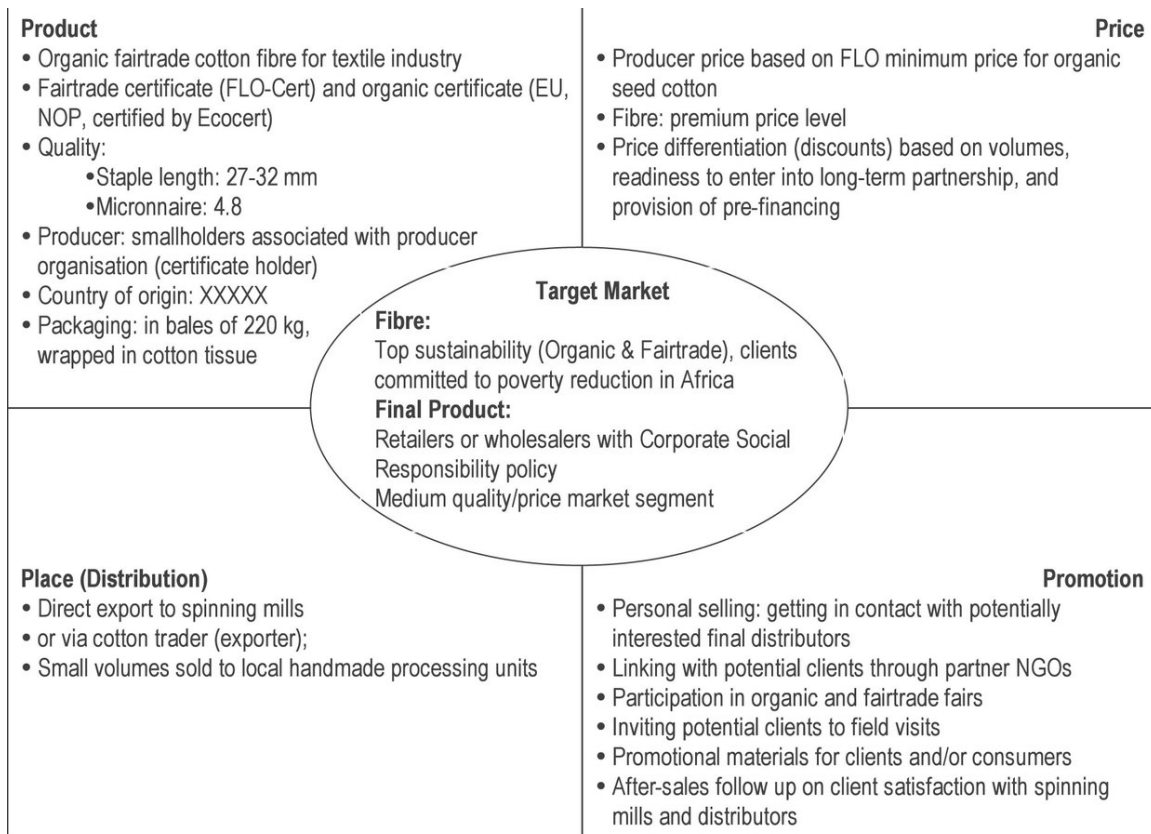 Product
• Organic fairtrade cotton fibre for textile industry
• Fairtrade certificate (FLO-Cert) and organic certificate (EU,
NOP, certified by Ecocert)
• Quality:
•Staple length: 27-32 mm
•Micronnaire: 4.8
• Producer: smallholders associated with producer
organisation (certificate holder)
• Country of origin: XXXXX
• Packaging: in bales of 220 kg,
wrapped in cotton tissue
Price
• Producer price based on FLO minimum price for organic
seed cotton
• Fibre: premium price level
• Price differentiation (discounts) based on volumes,
readiness to enter into long-term partnership, and
provision of pre-financing
Target Market
Fibre:
Top sustainability (Organic & Fairtrade), clients
committed to poverty reduction in Africa
Final Product:
Retailers or wholesalers with Corporate Social
Responsibility policy
Medium quality/price market segment
Place (Distribution)
• Direct export to spinning mills
• or via cotton trader (exporter);
• Small volumes sold to local handmade processing units
Promotion
• Personal selling: getting in contact with potentially
interested final distributors
• Linking with potential clients through partner NGOs
• Participation in organic and fairtrade fairs
• Inviting potential clients to field visits
• Promotional materials for clients and/or consumers
• After-sales follow up on client satisfaction with spinning
mills and distributors